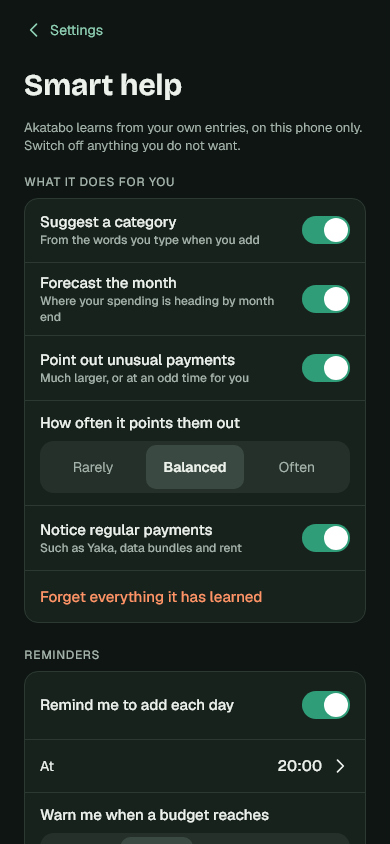 Settings
Smart help
Akatabo learns from your own entries, on this phone only.
Switch off anything you do not want.
WHAT IT DOES FOR YOU
Suggest a category
From the words you type when you add
Forecast the month
Where your spending is heading by month
end
Point out unusual payments
Much larger, or at an odd time for you
How often it points them out
Rarely
Balanced
Often
Notice regular payments
Such as Yaka, data bundles and rent
Forget everything it has learned
REMINDERS
Remind me to add each day
At
20:00
Warn me when a budget reaches